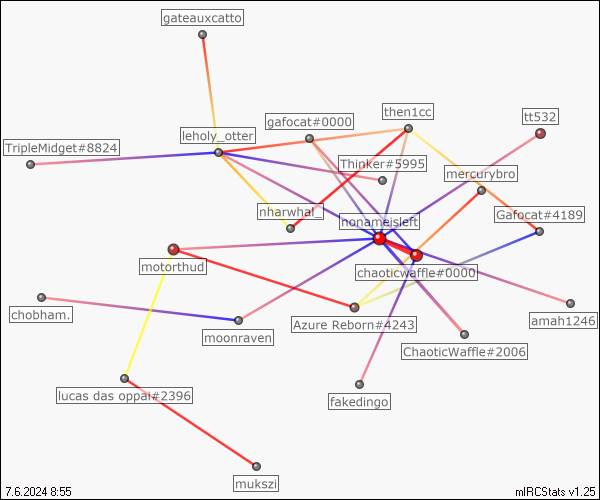 gateauxcatto
then1cc
gafocat#0000
tt532
leholy_otter
TripleMidget#8824
Thinker#5995
mercurybro
nharwhal_
nonameisleft
Gafocat#4189
motorthud
chaoticwaffle#0000
chobham.
amah1246
Azure Reborn#4243
moonraven
ChaoticWaffle#2006
lucas das oppai#2396
fakedingo
mukszi
7.6.2024 8:55
mIRCStats v1.25